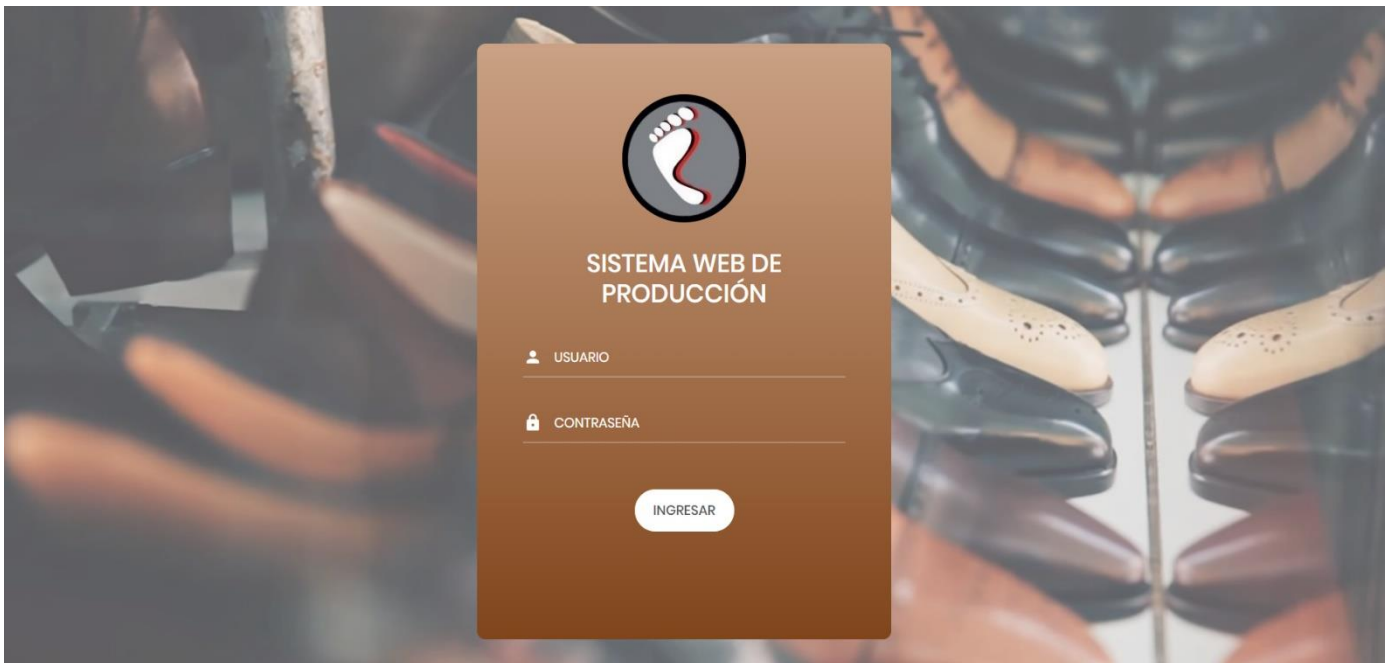 SISTEMA WEB DE
PRODUCCIÓN
USUARIO
CONTRASEÑA
INGRESAR